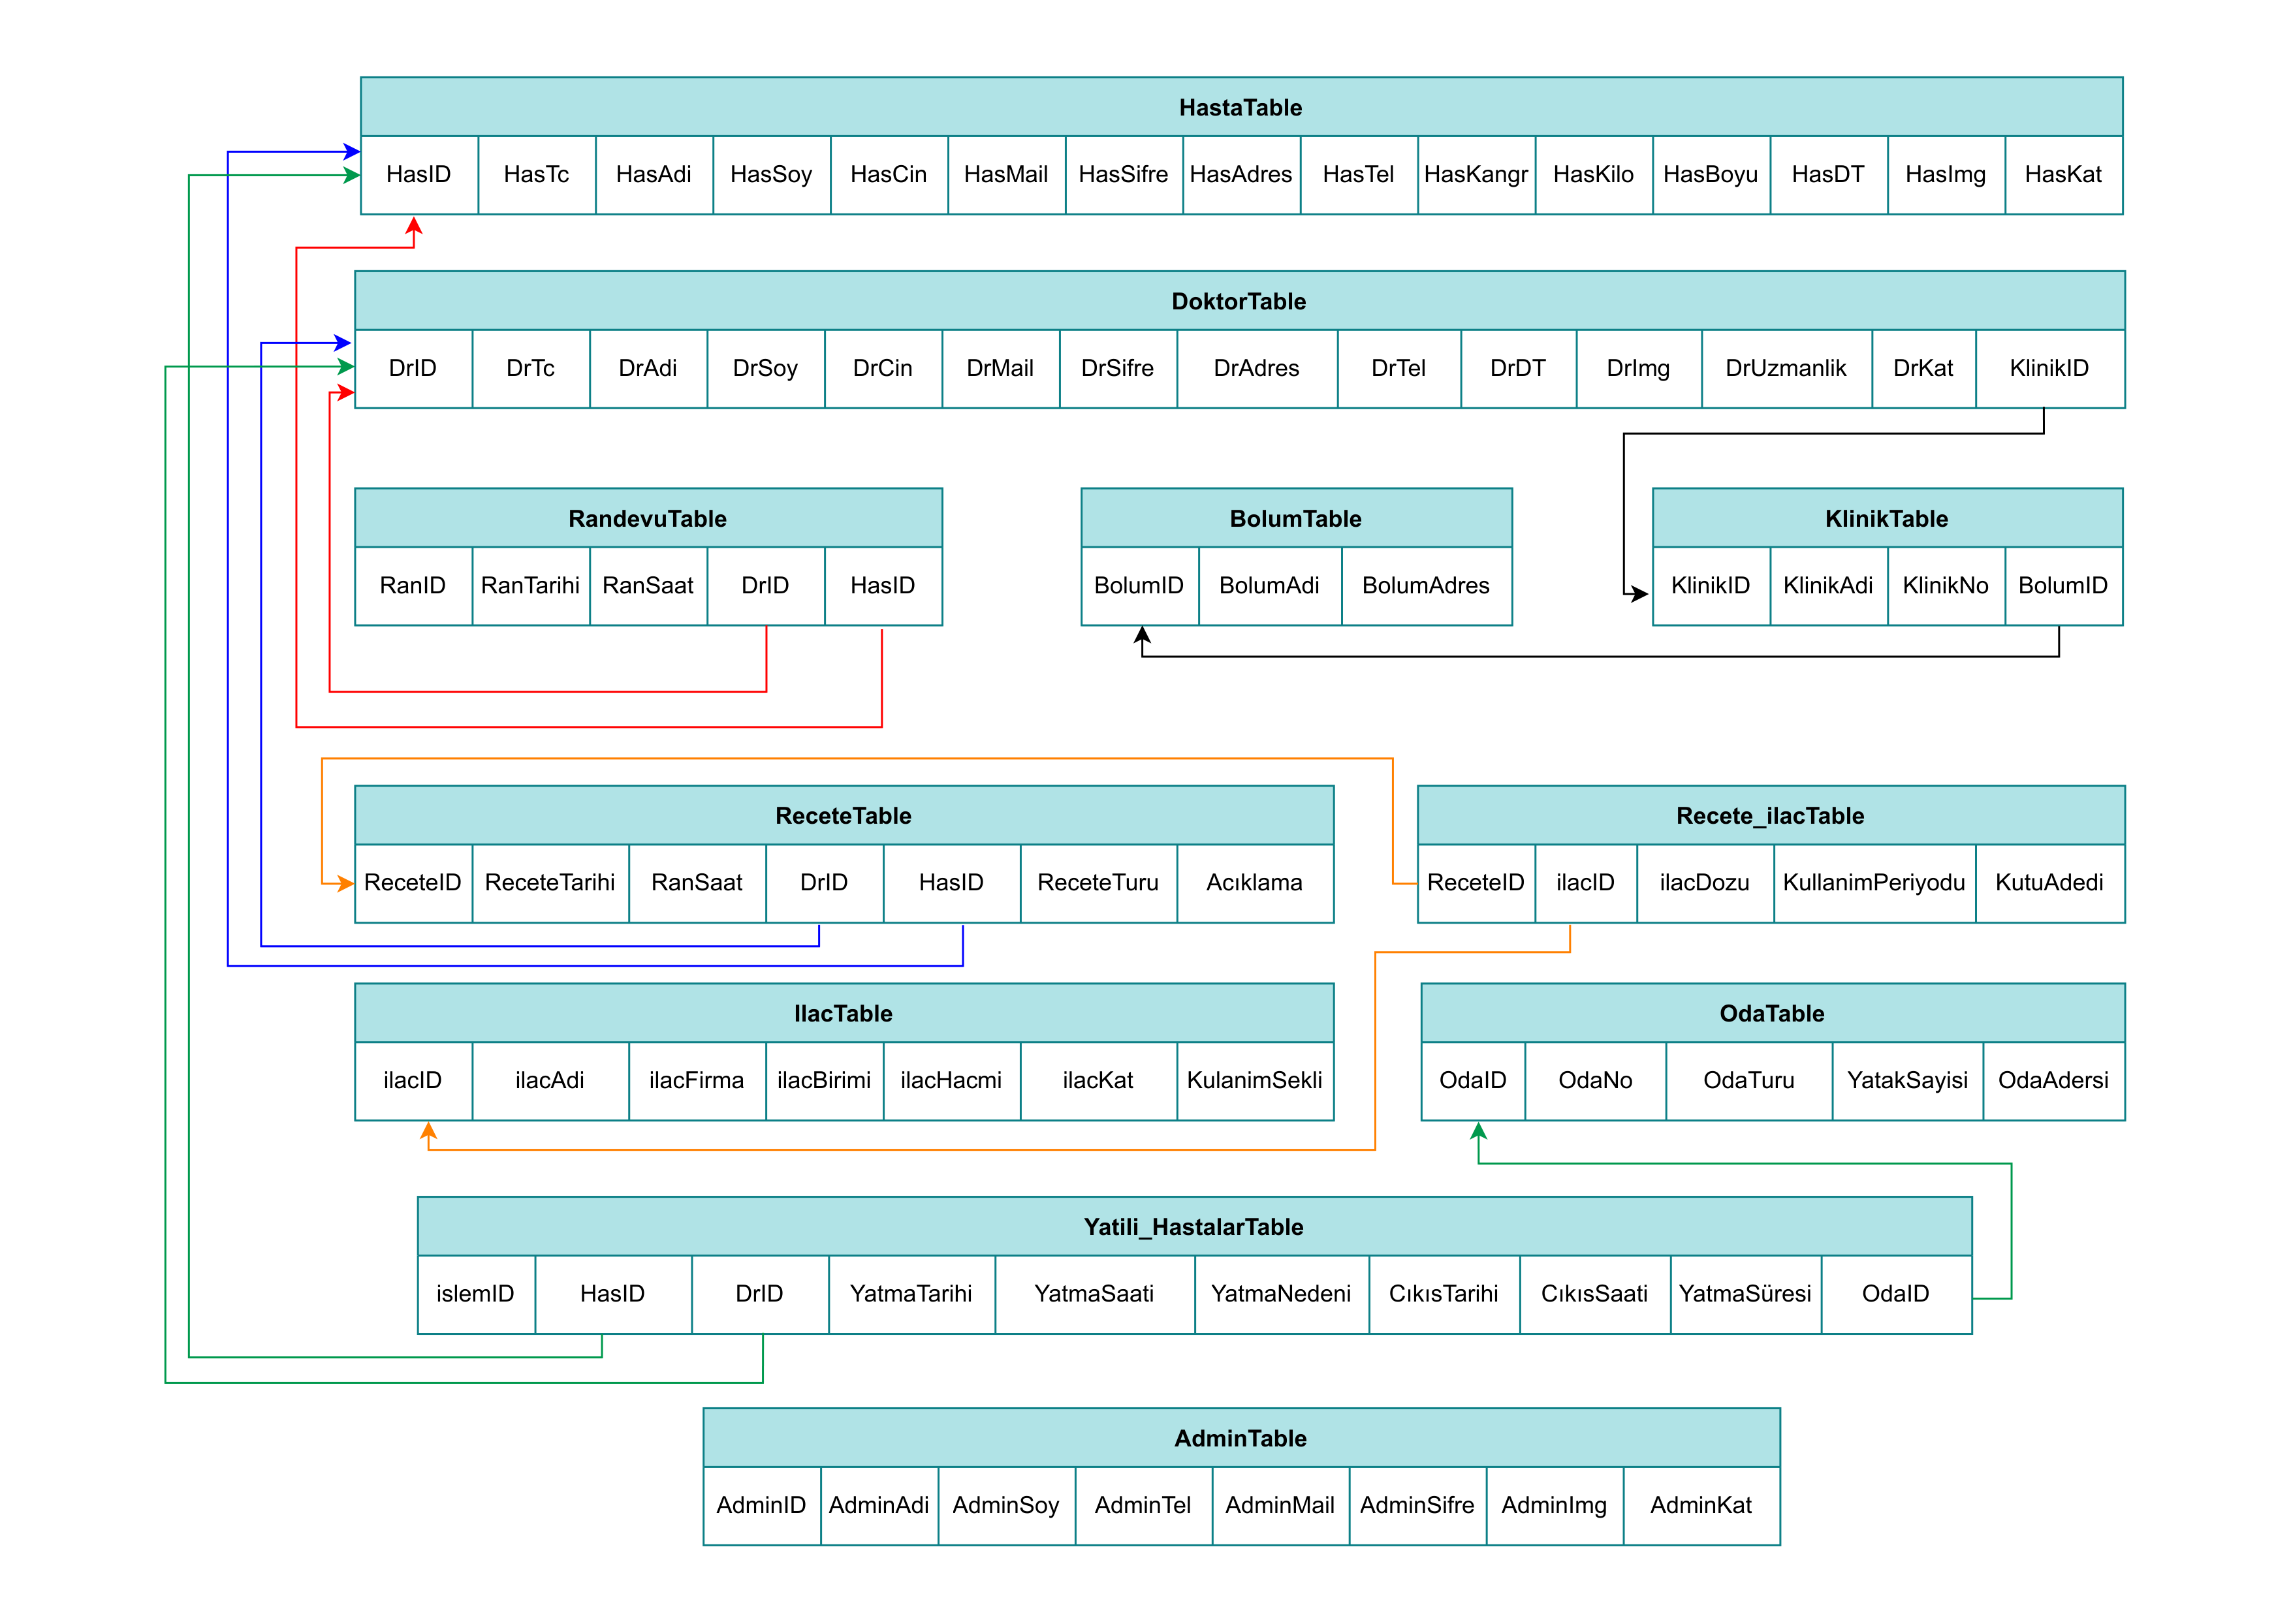 HastaTable
HasID HasTc HasAdi HasSoy HasCin HasMail HasSifre HasAdres HasTel HasKangr HasKilo HasBoyu HasDT HasImg HasKat
DoktorTable
DrID DrTc DrAdi DrSoy DrCin DrMail DrSifre DrAdres DrTel DrDT DrImg DrUzmanlik DrKat KlinikID
RandevuTable
RanID RanTarihi RanSaat DrID HasID
BolumTable
BolumID BolumAdi BolumAdres
KlinikTable
KlinikID KlinikAdi KlinikNo BolumID
ReceteTable
ReceteID ReceteTarihi RanSaat DrID HasID ReceteTuru Acıklama
Recete_ilacTable
ReceteID ilacID ilacDozu KullanimPeriyodu KutuAdedi
IlacTable
ilacID ilacAdi ilacFirma ilacBirimi ilacHacmi ilacKat KulanimSekli
OdaTable
OdaID OdaNo OdaTuru YatakSayisi OdaAdersi
Yatili_HastalarTable
islemID HasID DrID YatmaTarihi YatmaSaati YatmaNedeni CıkısTarihi CıkısSaati YatmaSüresi OdaID
AdminTable
AdminID AdminAdi AdminSoy AdminTel AdminMail AdminSifre AdminImg AdminKat